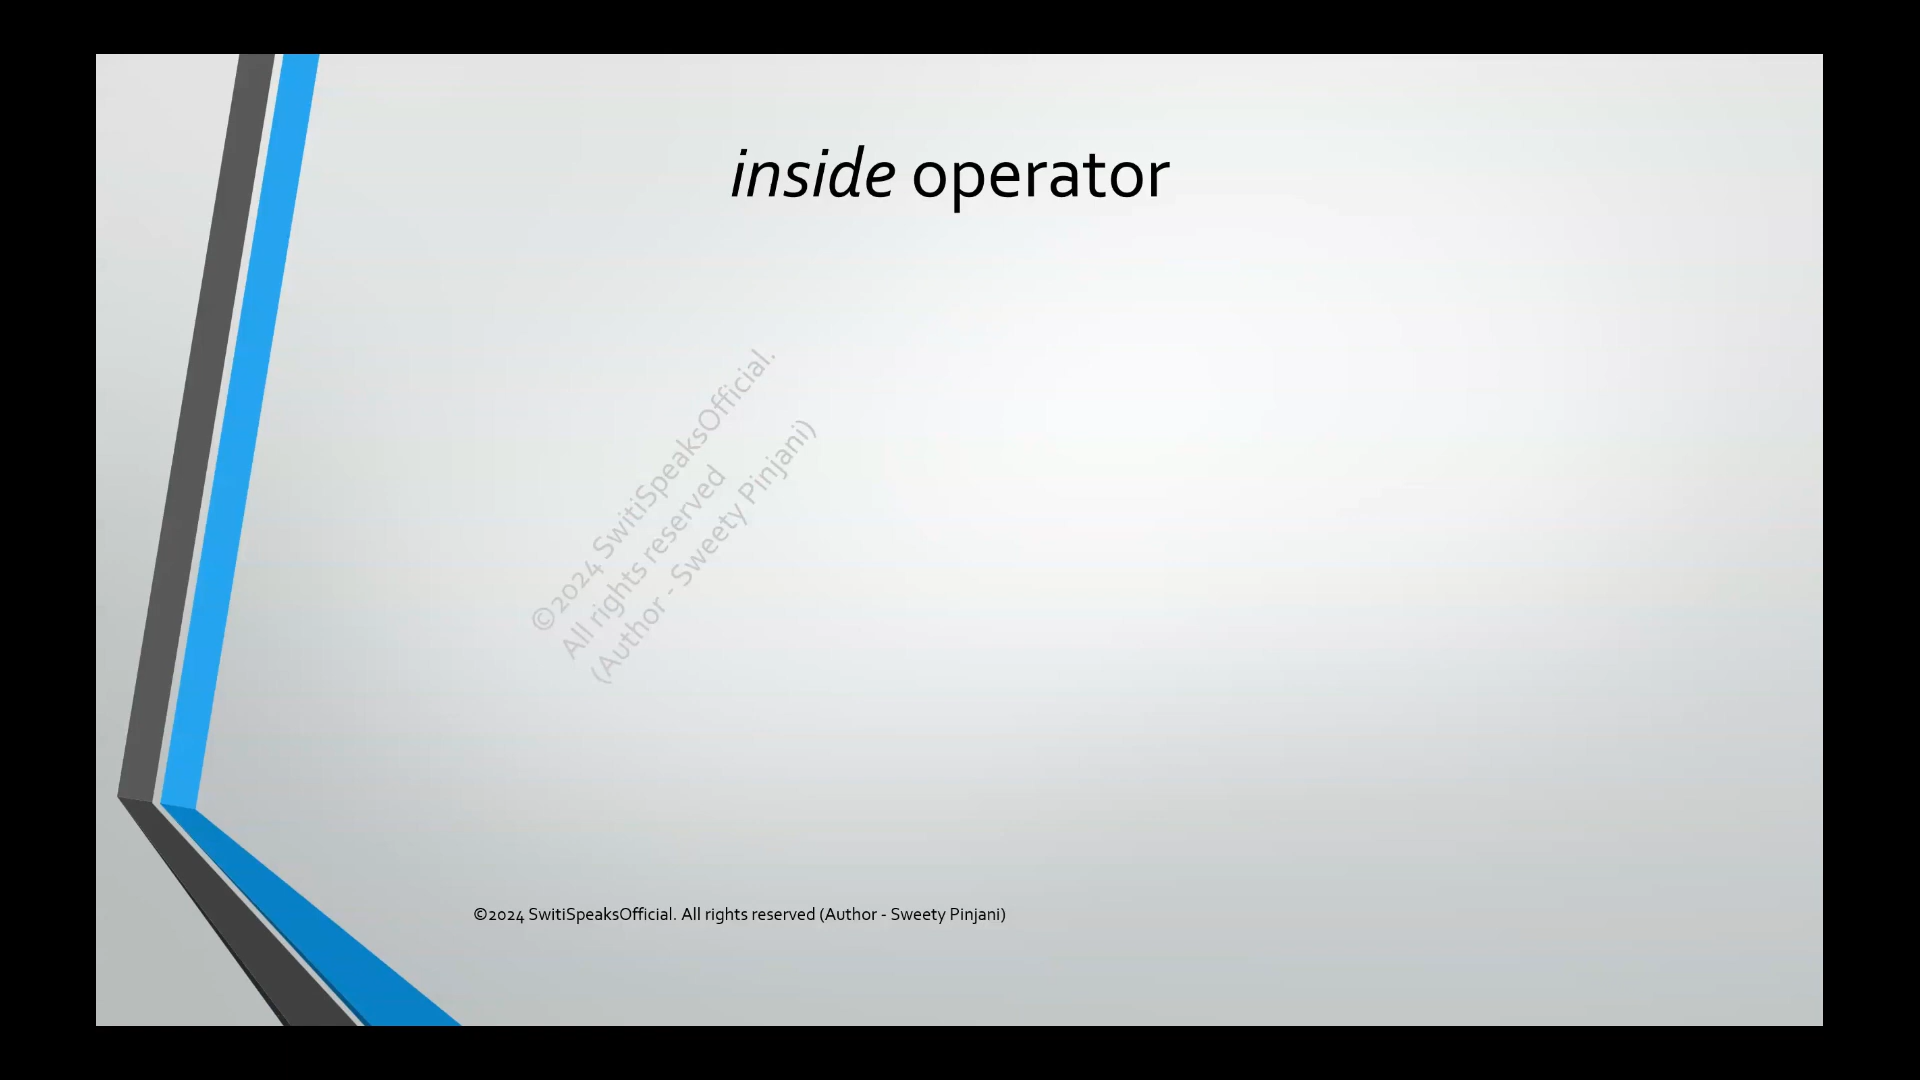 inside operator
©2024 SwitiSpeaksOfficial.
All rights reserved
(Author - Sweety Pinjani)
©2024 SwitiSpeaksOfficial. All rights reserved (Author - Sweety Pinjani)